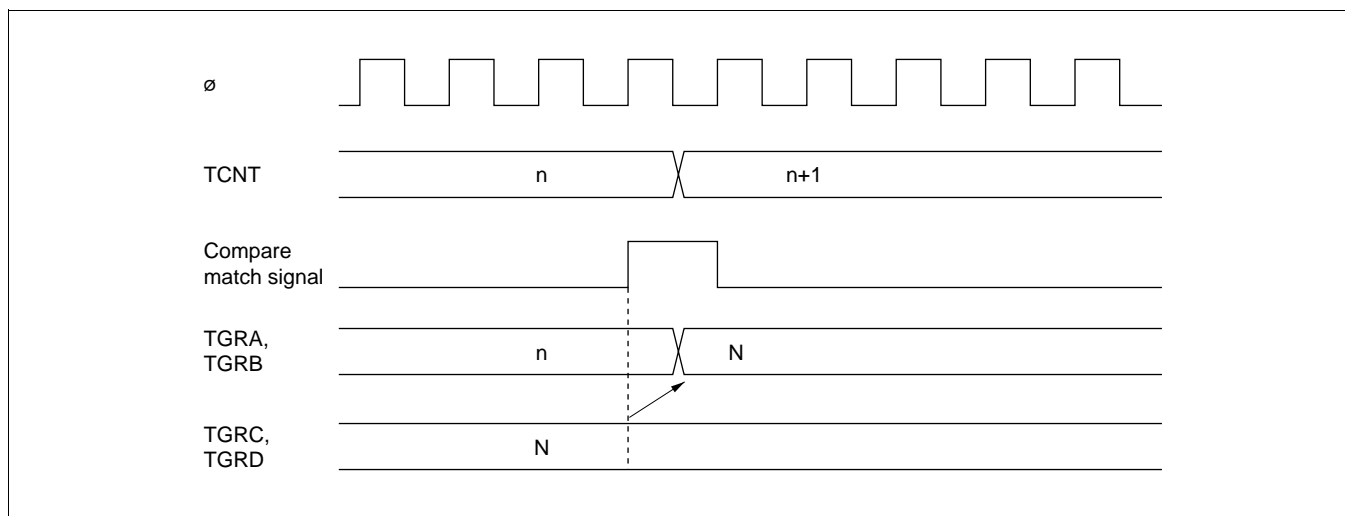 ø
TCNT
n
n+1
Compare
match signal
TGRA,
TGRB
n
N
TGRC,
TGRD
N